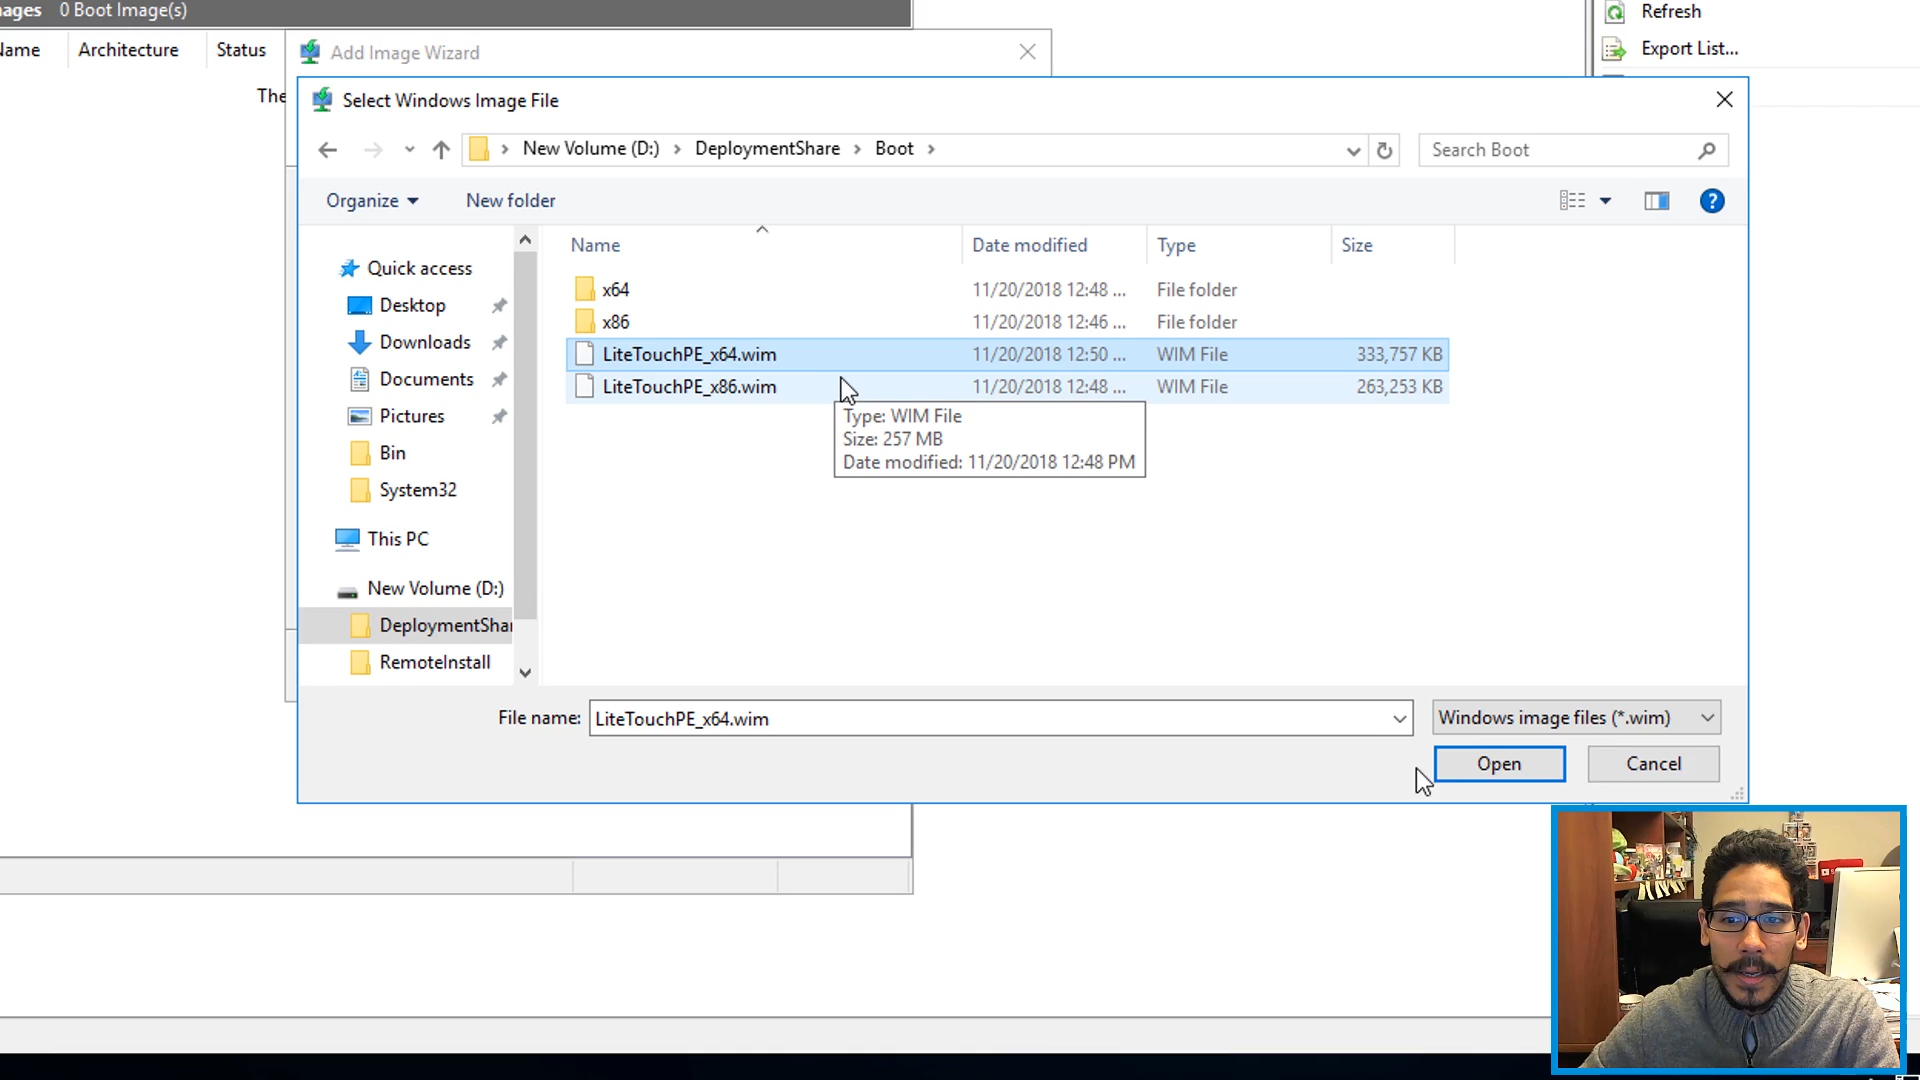 ages 0 Boot Image(s)
Name Architecture Status
The
Add Image Wizard
Refresh
Export List...
Select Windows Image File
New Volume (D:) DeploymentShare Boot
Search Boot
Organize New folder
Name Date modified Type Size
Quick access
Desktop
Downloads
Documents
Pictures
Bin
System32
This PC
New Volume (D:)
DeploymentShar
RemoteInstall
x64 11/20/2018 12:48 ... File folder
x86 11/20/2018 12:46 ... File folder
LiteTouchPE_x64.wim 11/20/2018 12:50 ... WIM File 333,757 KB
LiteTouchPE_x86.wim 11/20/2018 12:48 ... WIM File 263,253 KB
Type: WIM File
Size: 257 MB
Date modified: 11/20/2018 12:48 PM
File name: LiteTouchPE_x64.wim Windows image files (*.wim)
Open Cancel